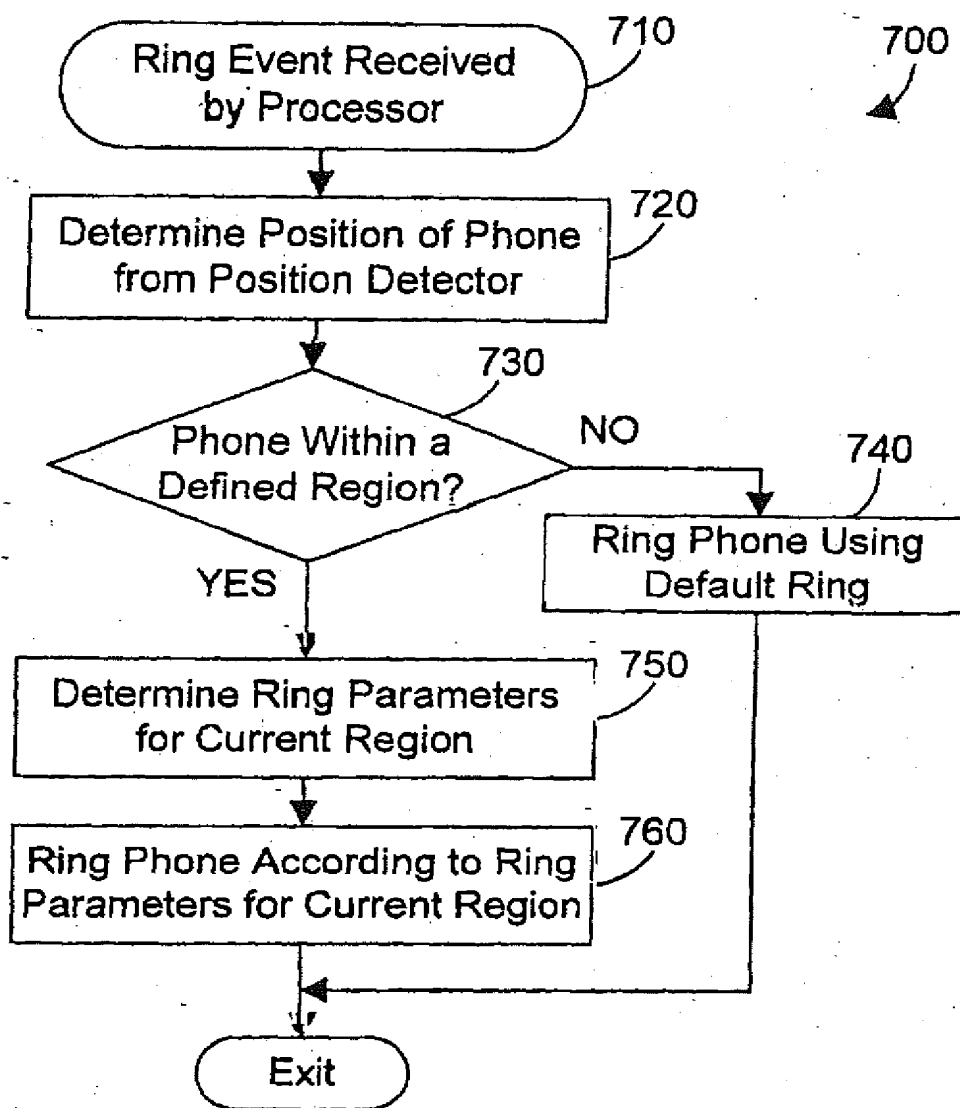 710
700
Ring Event Received
by Processor
720
Determine Position of Phone
from Position Detector
730
Phone Within a
Defined Region?
NO
740
Ring Phone Using
Default Ring
YES
750
Determine Ring Parameters
for Current Region
760
Ring Phone According to Ring
Parameters for Current Region
Exit